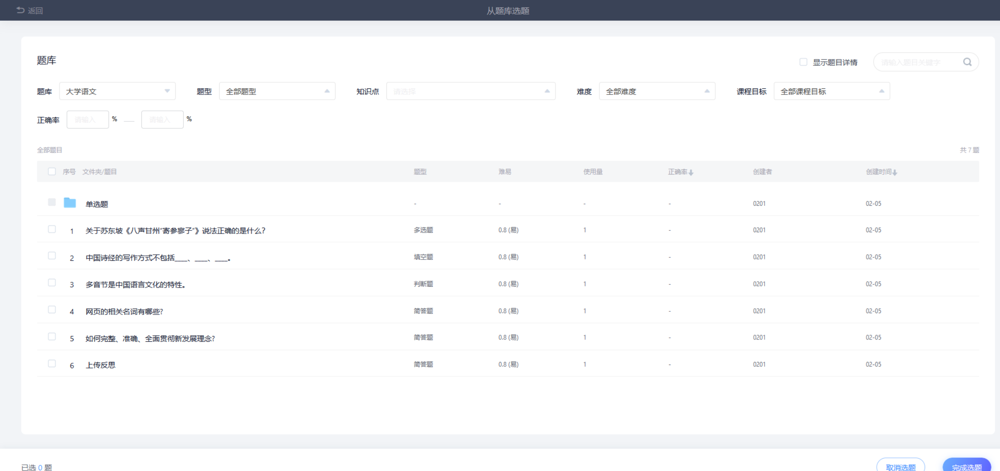 返回 从题库选题
题库 显示题目详情 请输入题目关键字
题库 大学语文 题型 全部题型 知识点 请选择 难度 全部难度 课程目标 全部课程目标
正确率 请输入 % — 请输入 %
全部题目 共 7 题
序号 文件夹/题目 题型 难易 使用量 正确率 创建者 创建时间
单选题 - - - - 0201 02-05
1 关于苏东坡《八声甘州“寄参寥子”》说法正确的是什么？ 多选题 0.8 (易) 1 - 0201 02-05
2 中国诗经的写作方式不包括____、____、____。 填空题 0.8 (易) 1 - 0201 02-05
3 多音节是中国语言文化的特性。 判断题 0.8 (易) 1 - 0201 02-05
4 网页的相关名词有哪些? 简答题 0.8 (易) 1 - 0201 02-05
5 如何完整、准确、全面贯彻新发展理念? 简答题 0.8 (易) 1 - 0201 02-05
6 上传反思 简答题 0.8 (易) 1 - 0201 02-05
已选 0 题 取消选题 完成选题